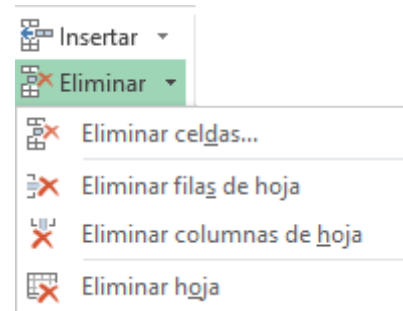 Insertar
Eliminar
Eliminar celdas...
Eliminar filas de hoja
Eliminar columnas de hoja
Eliminar hoja